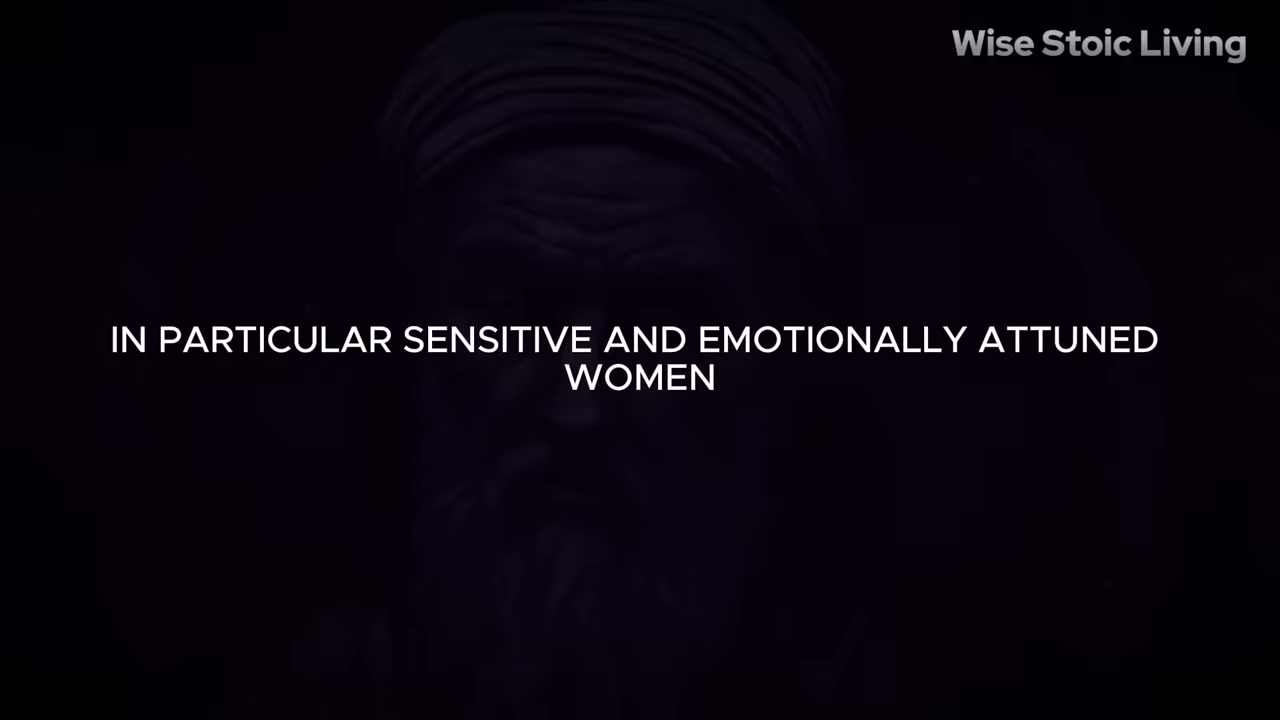 Wise Stoic Living
IN PARTICULAR SENSITIVE AND EMOTIONALLY ATTUNED
WOMEN